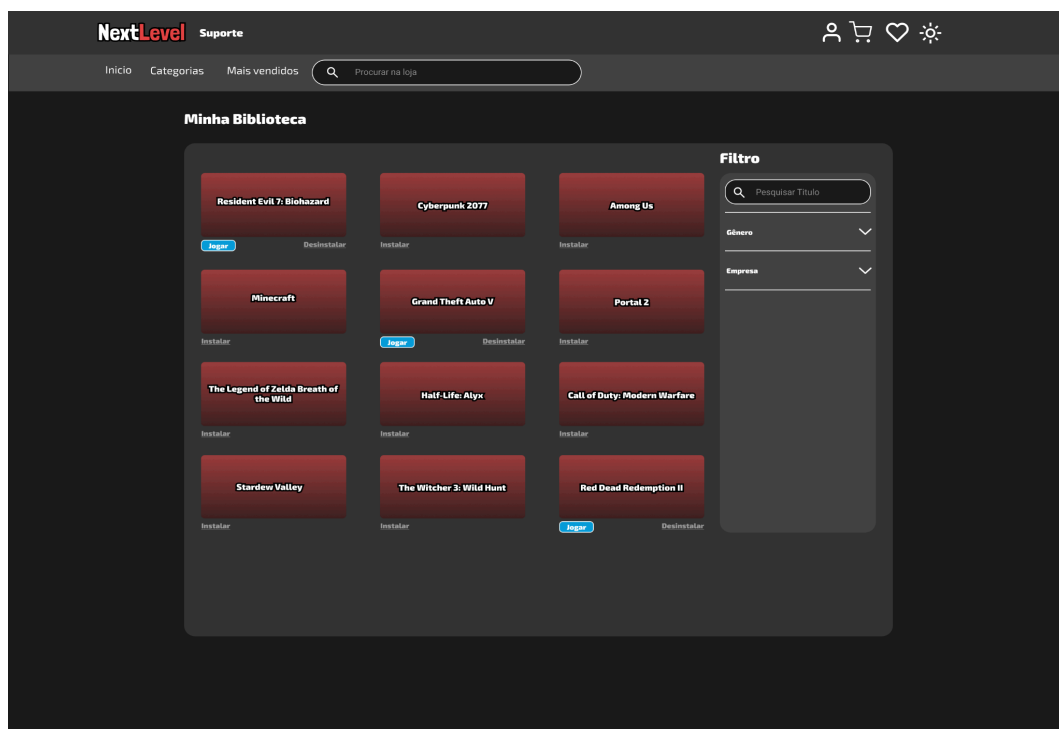 NextLevel Suporte
Inicio Categorias Mais vendidos Procurar na loja
Minha Biblioteca
Filtro
Resident Evil 7: Biohazard
Jogar Desinstalar
Cyberpunk 2077
Instalar
Among Us
Instalar
Minecraft
Instalar
Grand Theft Auto V
Jogar Desinstalar
Portal 2
Instalar
The Legend of Zelda Breath of
the Wild
Instalar
Half-Life: Alyx
Instalar
Call of Duty: Modern Warfare
Instalar
Stardew Valley
Instalar
The Witcher 3: Wild Hunt
Instalar
Red Dead Redemption II
Jogar Desinstalar
Pesquisar Titulo
Gênero
Empresa